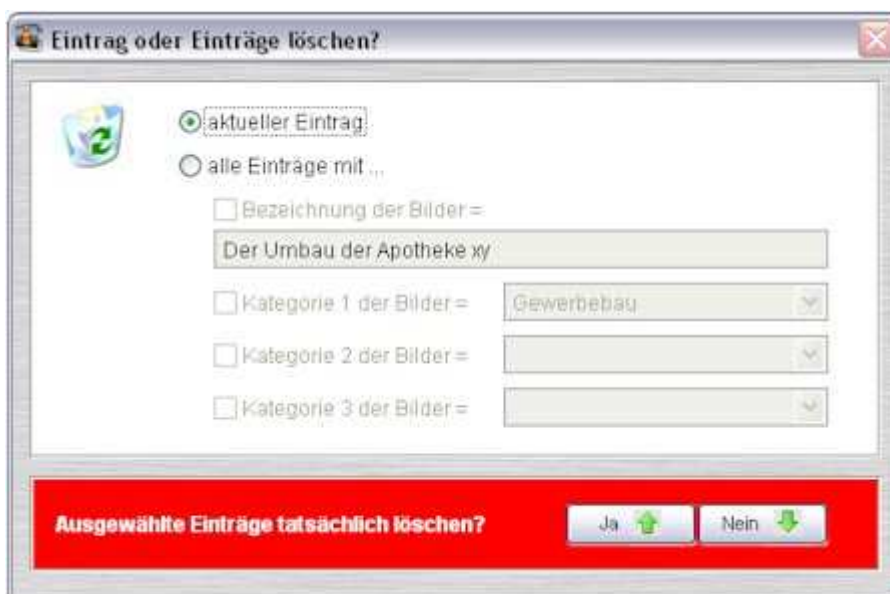 Eintrag oder Einträge löschen?
aktueller Eintrag
alle Einträge mit ...
Bezeichnung der Bilder =
Der Umbau der Apotheke xy
Kategorie 1 der Bilder = Gewerbebau
Kategorie 2 der Bilder =
Kategorie 3 der Bilder =
Ausgewählte Einträge tatsächlich löschen? Ja Nein